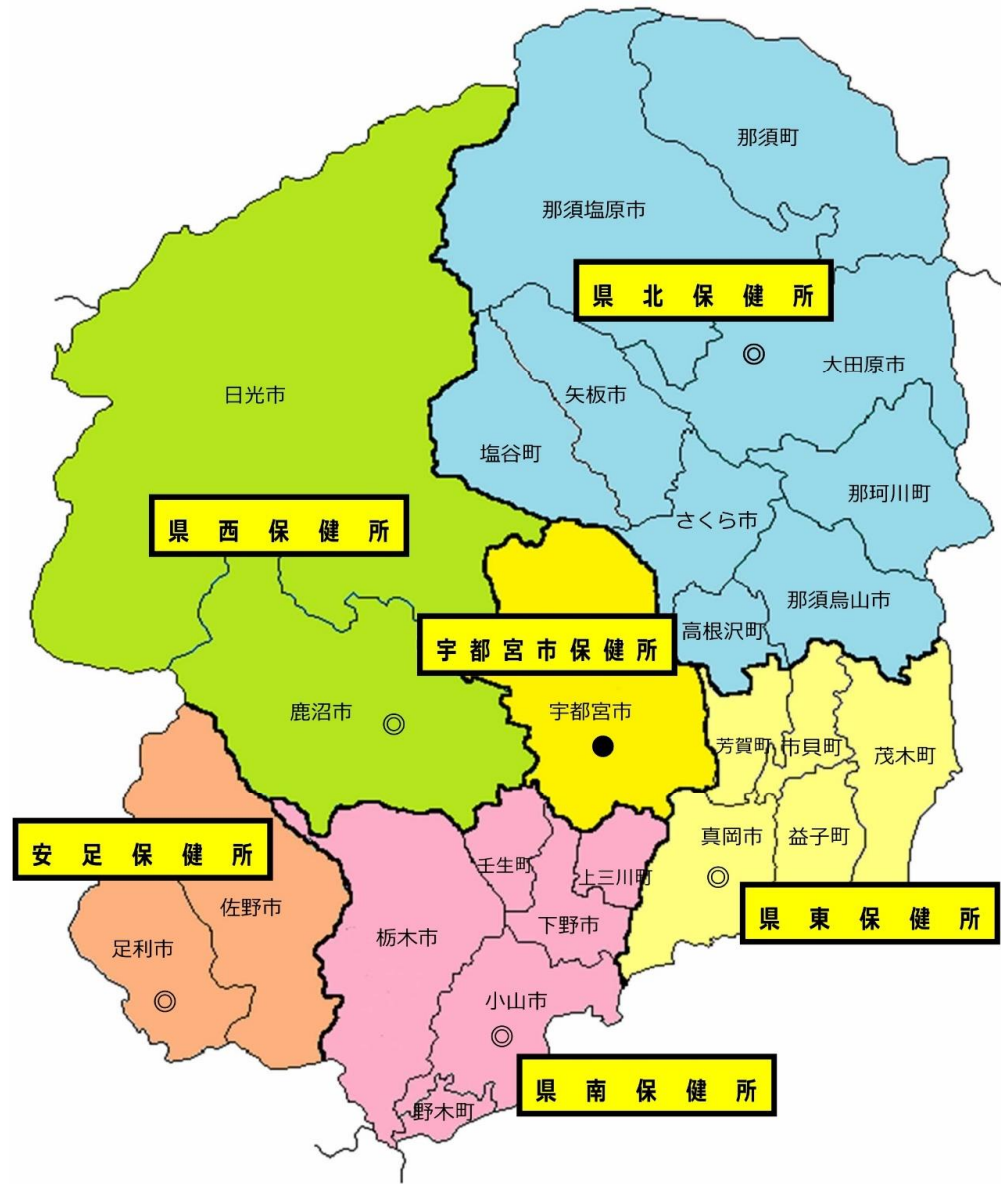 那須町
那須塩原市
県北保健所
大田原市
日光市
矢板市
塩谷町
那珂川町
さくら市
県西保健所
那須烏山市
高根沢町
宇都宮市保健所
鹿沼市
宇都宮市
芳賀町
市貝町
茂木町
真岡市
益子町
安足保健所
壬生町
上三川町
佐野市
下野市
県東保健所
栃木市
足利市
小山市
県南保健所
野木町